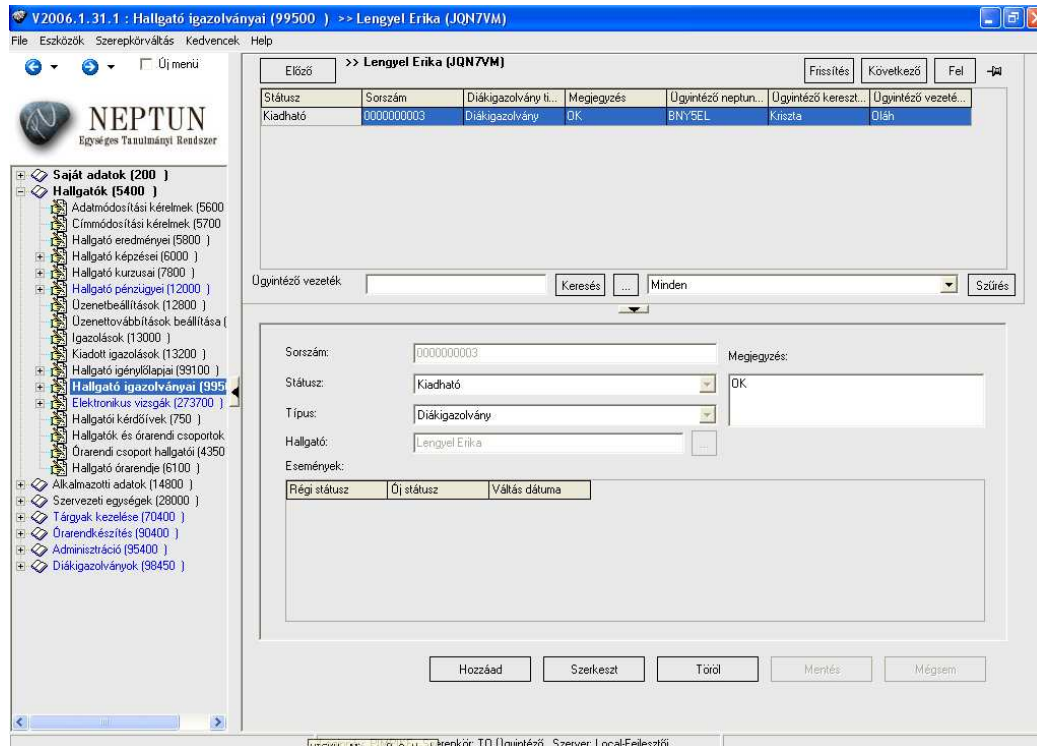 V2006.1.31.1 : Hallgató igazolványai (99500 ) >> Lengyel Erika (JQN7VM)
File Eszközök Szerepkörváltás Kedvencek Help
Új menü
NEPTUN
Egységes Tanulmányi Rendszer
Saját adatok (200 )
Hallgatók (5400 )
Adatmódosítási kérelmek (5600
Címmódosítási kérelmek (5700
Hallgató eredményei (5800 )
Hallgató képzései (6000 )
Hallgató kurzusai (7800 )
Hallgató pénzügyei (12000 )
Üzenetbeállítások (12800 )
Üzenettovábbítások beállítása (
Igazolások (13000 )
Kiadott igazolások (13200 )
Hallgató igénylőlapjai (99100 )
Hallgató igazolványai (995
Elektronikus vizsgák (273700 )
Hallgatói kérdőívek (750 )
Hallgatók és órarendi csoportok
Órarendi csoport hallgatói (4350
Hallgató órarendje (6100 )
Alkalmazotti adatok (14800 )
Szervezeti egységek (28000 )
Tárgyak kezelése (70400 )
Órarendkészítés (90400 )
Adminisztráció (95400 )
Diákigazolványok (98450 )
Előző >> Lengyel Erika (JQN7VM) Frissítés Következő Fel
Státusz Sorszám Diákigazolvány ti... Megjegyzés Ügyintéző neptun... Ügyintéző kereszt... Ügyintéző vezeté...
Kiadható 0000000003 Diákigazolvány OK BNY5EL Kriszta Oláh
Ügyintéző vezeték Keresés ... Minden Szűrés
Sorszám: 0000000003 Megjegyzés:
Státusz: Kiadható OK
Típus: Diákigazolvány
Hallgató: Lengyel Erika ...
Események:
Régi státusz Új státusz Váltás dátuma
Hozzáad Szerkeszt Töröl Mentés Mégsem
erepkör: TO Ügyintéző Szerver: Local-Fejlesztői